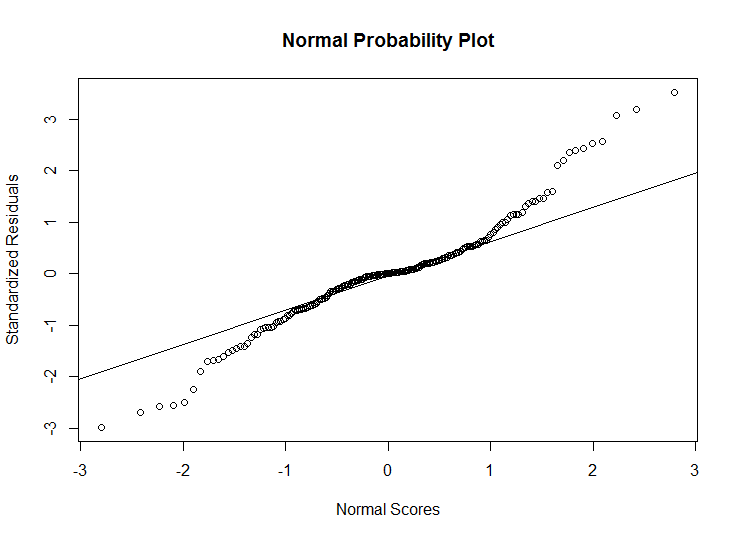 Normal Probability Plot
Standardized Residuals
3
2
1
0
-1
-2
-3
-3 -2 -1 0 1 2 3
Normal Scores